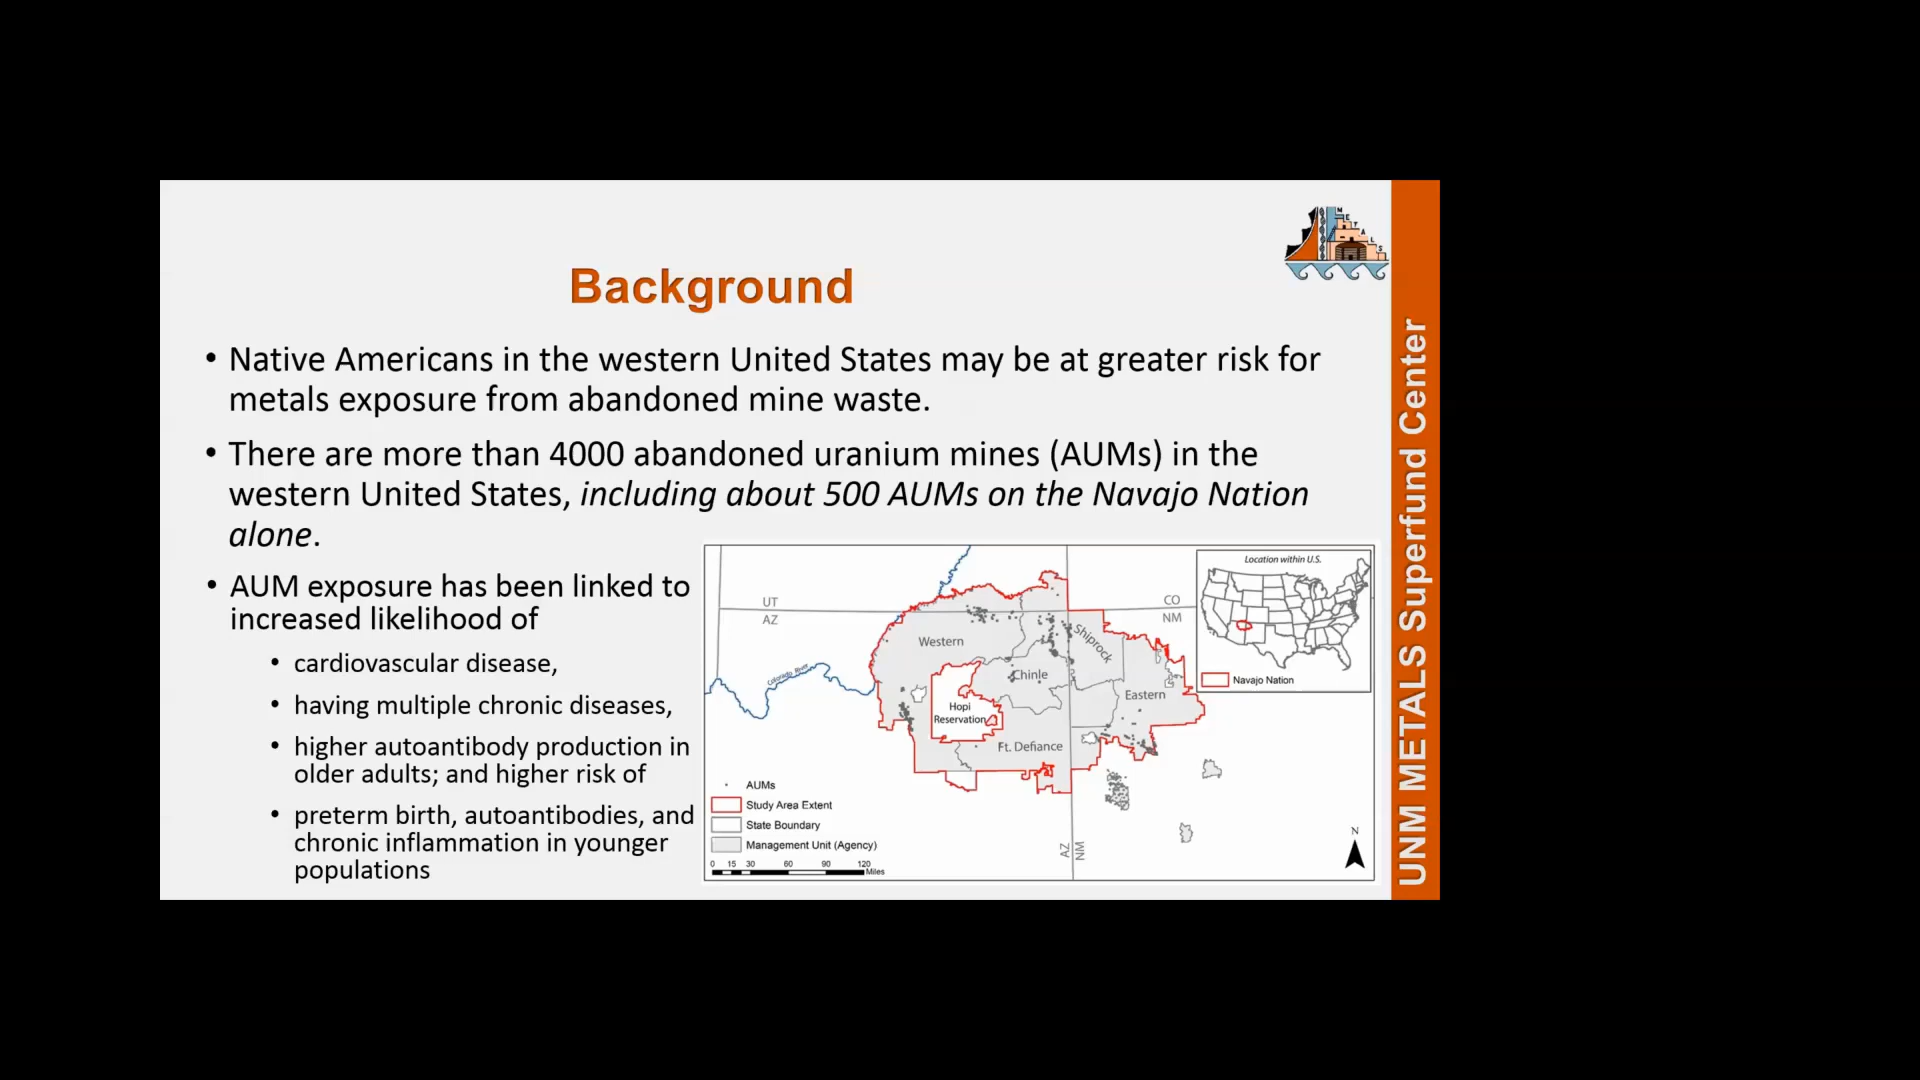 METALS
Background
• Native Americans in the western United States may be at greater risk for
metals exposure from abandoned mine waste.
• There are more than 4000 abandoned uranium mines (AUMs) in the
western United States, including about 500 AUMs on the Navajo Nation
alone.
• AUM exposure has been linked to
increased likelihood of
• cardiovascular disease,
• having multiple chronic diseases,
• higher autoantibody production in
older adults; and higher risk of
• preterm birth, autoantibodies, and
chronic inflammation in younger
populations
Location within U.S.
Navajo Nation
UT
AZ
CO
NM
Colorado River
Western
Shiprock
Chinle
Eastern
Hopi
Reservation
Ft. Defiance
AUMs
Study Area Extent
State Boundary
Management Unit (Agency)
0 15 30 60 90 120
Miles
AZ
NM
N
UNM METALS Superfund Center